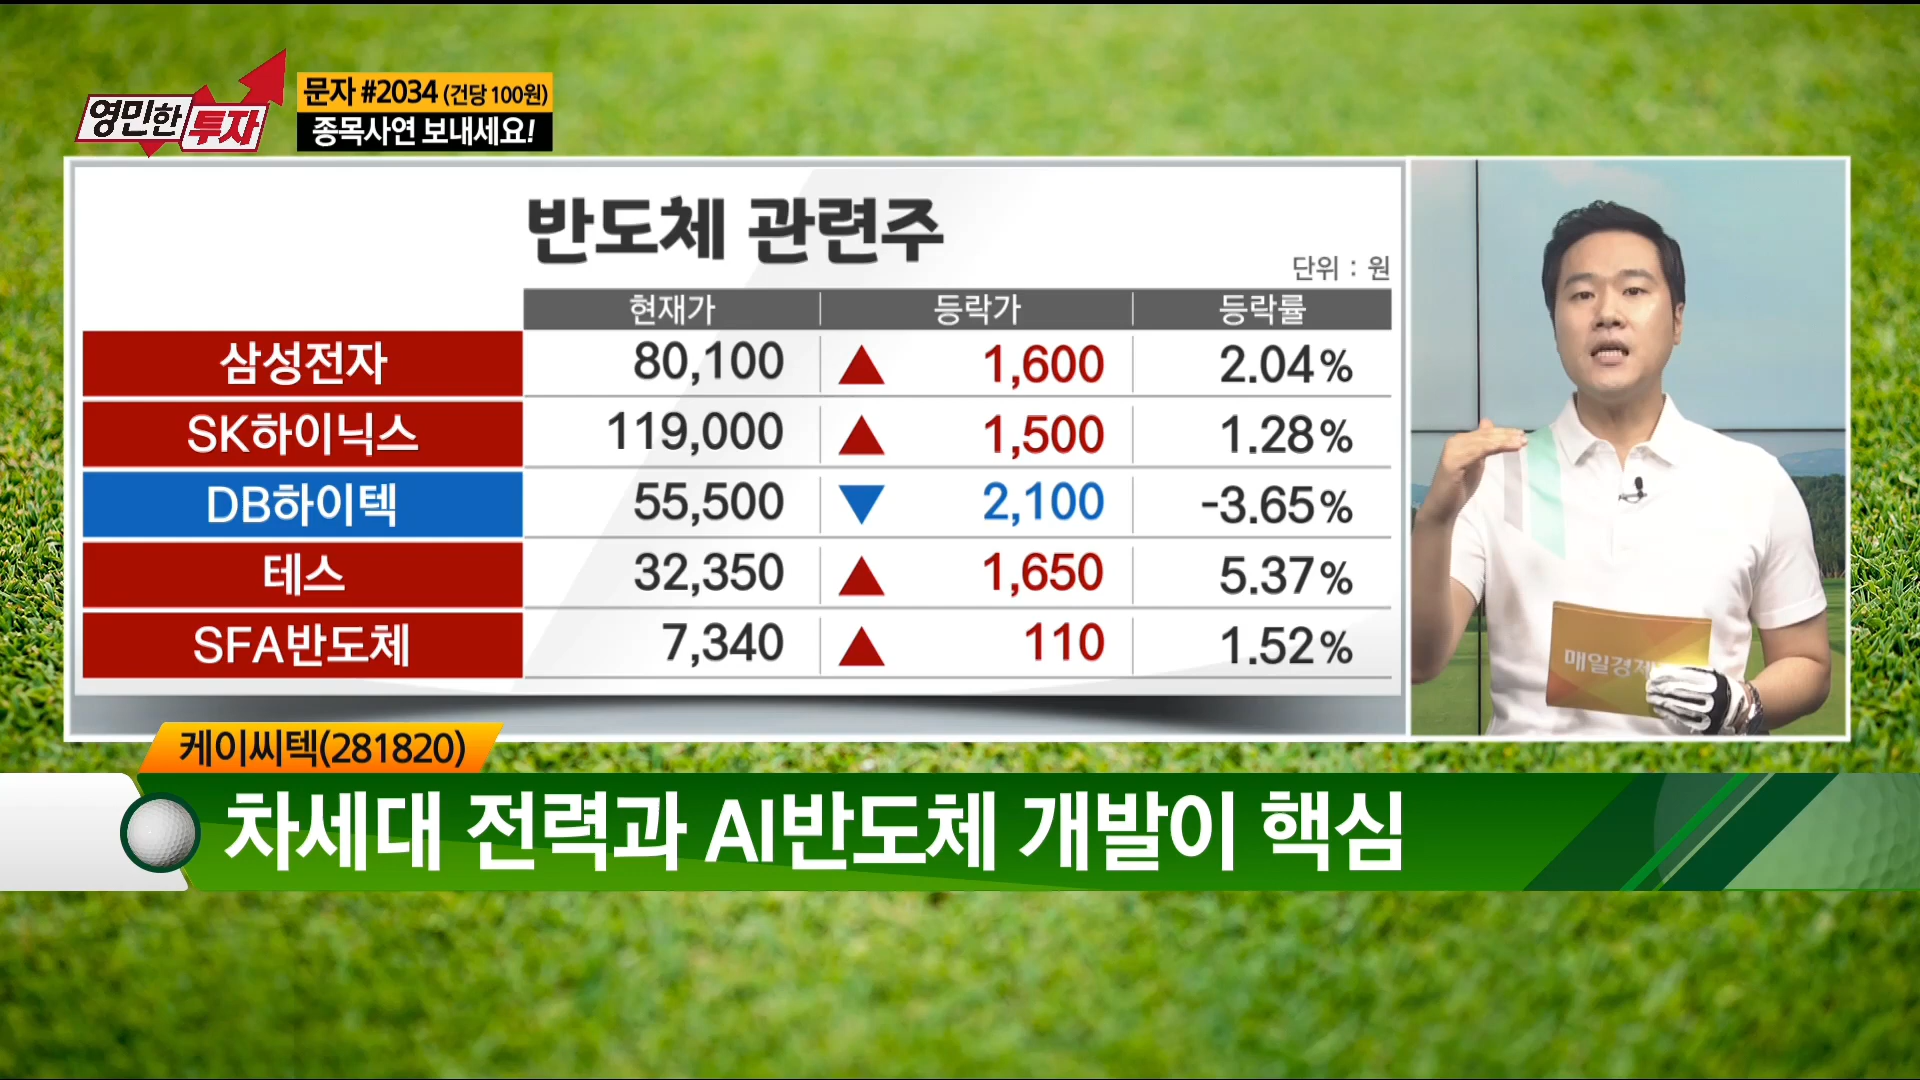 영민한 투자
문자 #2034 (건당 100원)
종목사연 보내세요!
반도체 관련주
단위 : 원
현재가 등락가 등락률
삼성전자 80,100 ▲ 1,600 2.04%
SK하이닉스 119,000 ▲ 1,500 1.28%
DB하이텍 55,500 ▼ 2,100 -3.65%
테스 32,350 ▲ 1,650 5.37%
SFA반도체 7,340 ▲ 110 1.52%
매일경제
케이씨텍(281820)
차세대 전력과 AI반도체 개발이 핵심